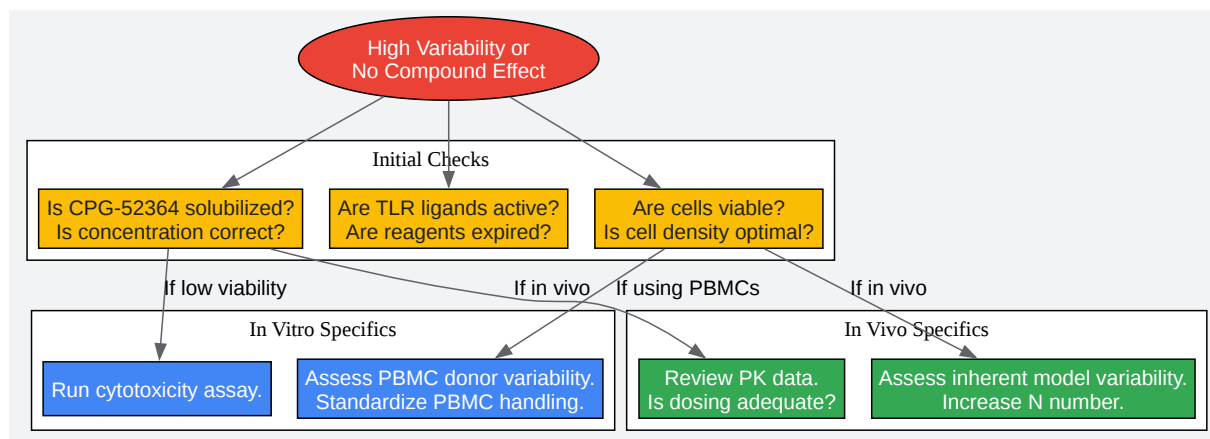 High Variability or
No Compound Effect
Initial Checks
Is CPG-52364 solubilized?
Is concentration correct?
Are TLR ligands active?
Are reagents expired?
Are cells viable?
Is cell density optimal?
If low viability
If in vivo
If using PBMCs
If in vivo
In Vitro Specifics
In Vivo Specifics
Run cytotoxicity assay.
Assess PBMC donor variability.
Standardize PBMC handling.
Review PK data.
Is dosing adequate?
Assess inherent model variability.
Increase N number.